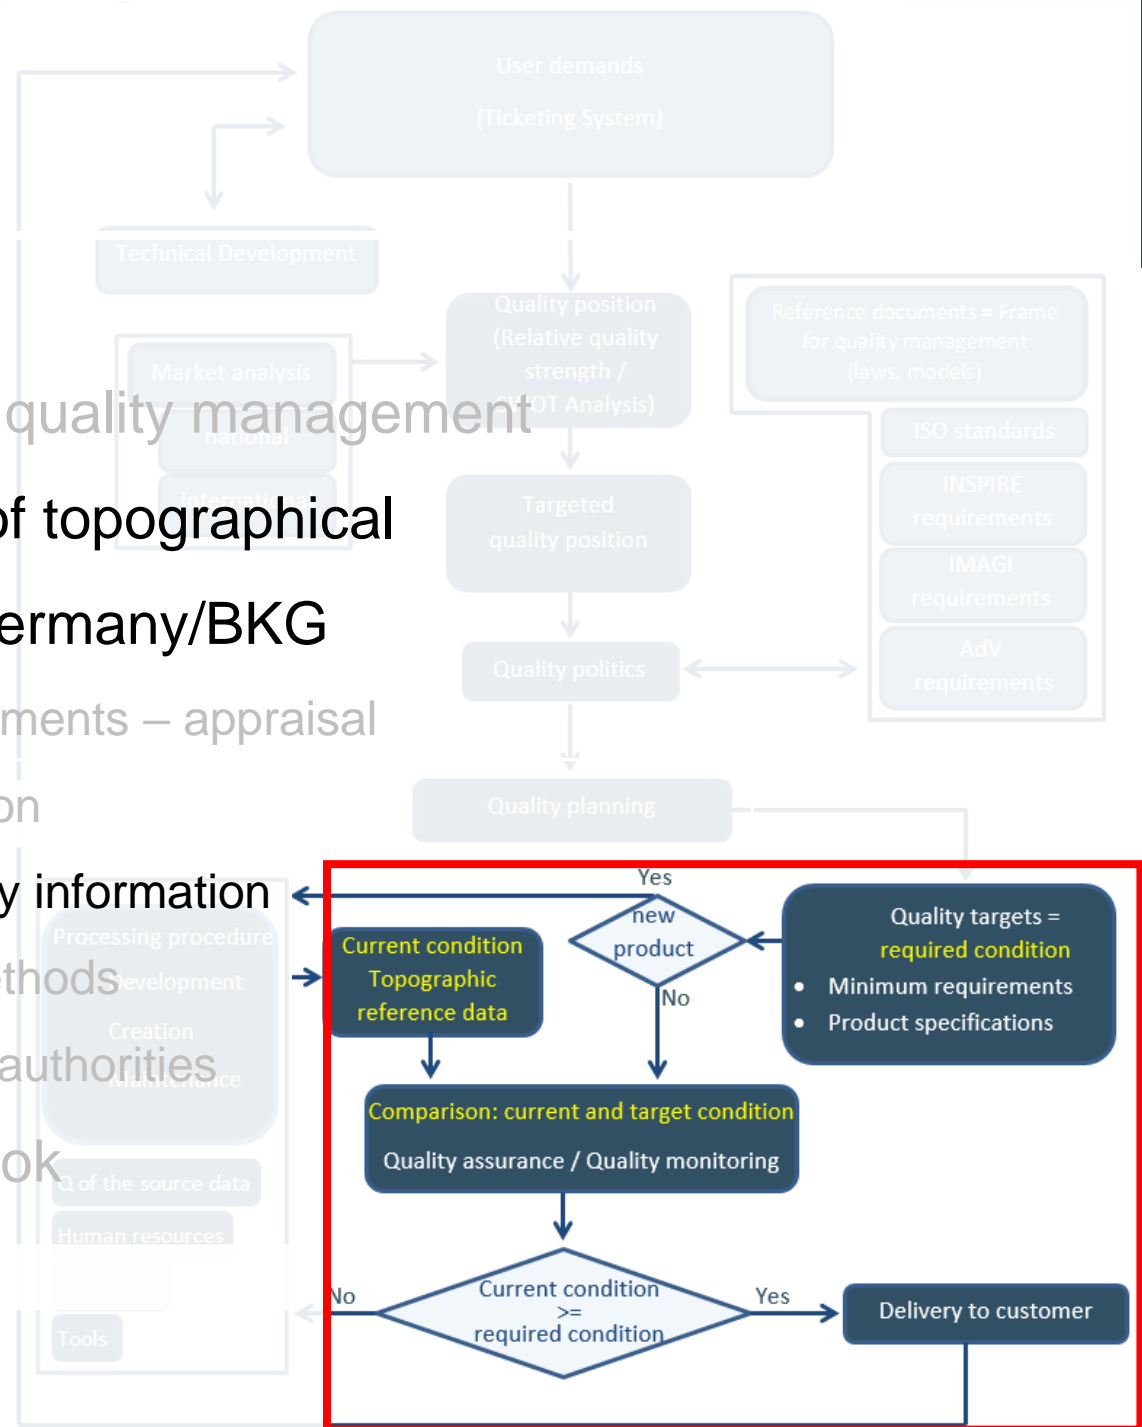 User demands
(Ticketing System)
Technical Development
Quality position
(Relative quality
strength /
SWOT Analysis)
Reference documents = Frame
for quality management
(laws, models)
Market analysis
national
international
quality management
of topographical
ermany/BKG
ments – appraisal
on
y information
ethods
authorities
ok
Targeted
quality position
ISO standards
INSPIRE
requirements
IMAGI
requirements
AdV
requirements
Quality politics
Quality planning
Yes
new
product
No
Quality targets =
required condition
• Minimum requirements
• Product specifications
Processing procedure
Development
Creation
Maintenance
Current condition
Topographic
reference data
Comparison: current and target condition
Quality assurance / Quality monitoring
Q of the source data
Human resources
Tools
No
Current condition
>=
required condition
Yes
Delivery to customer